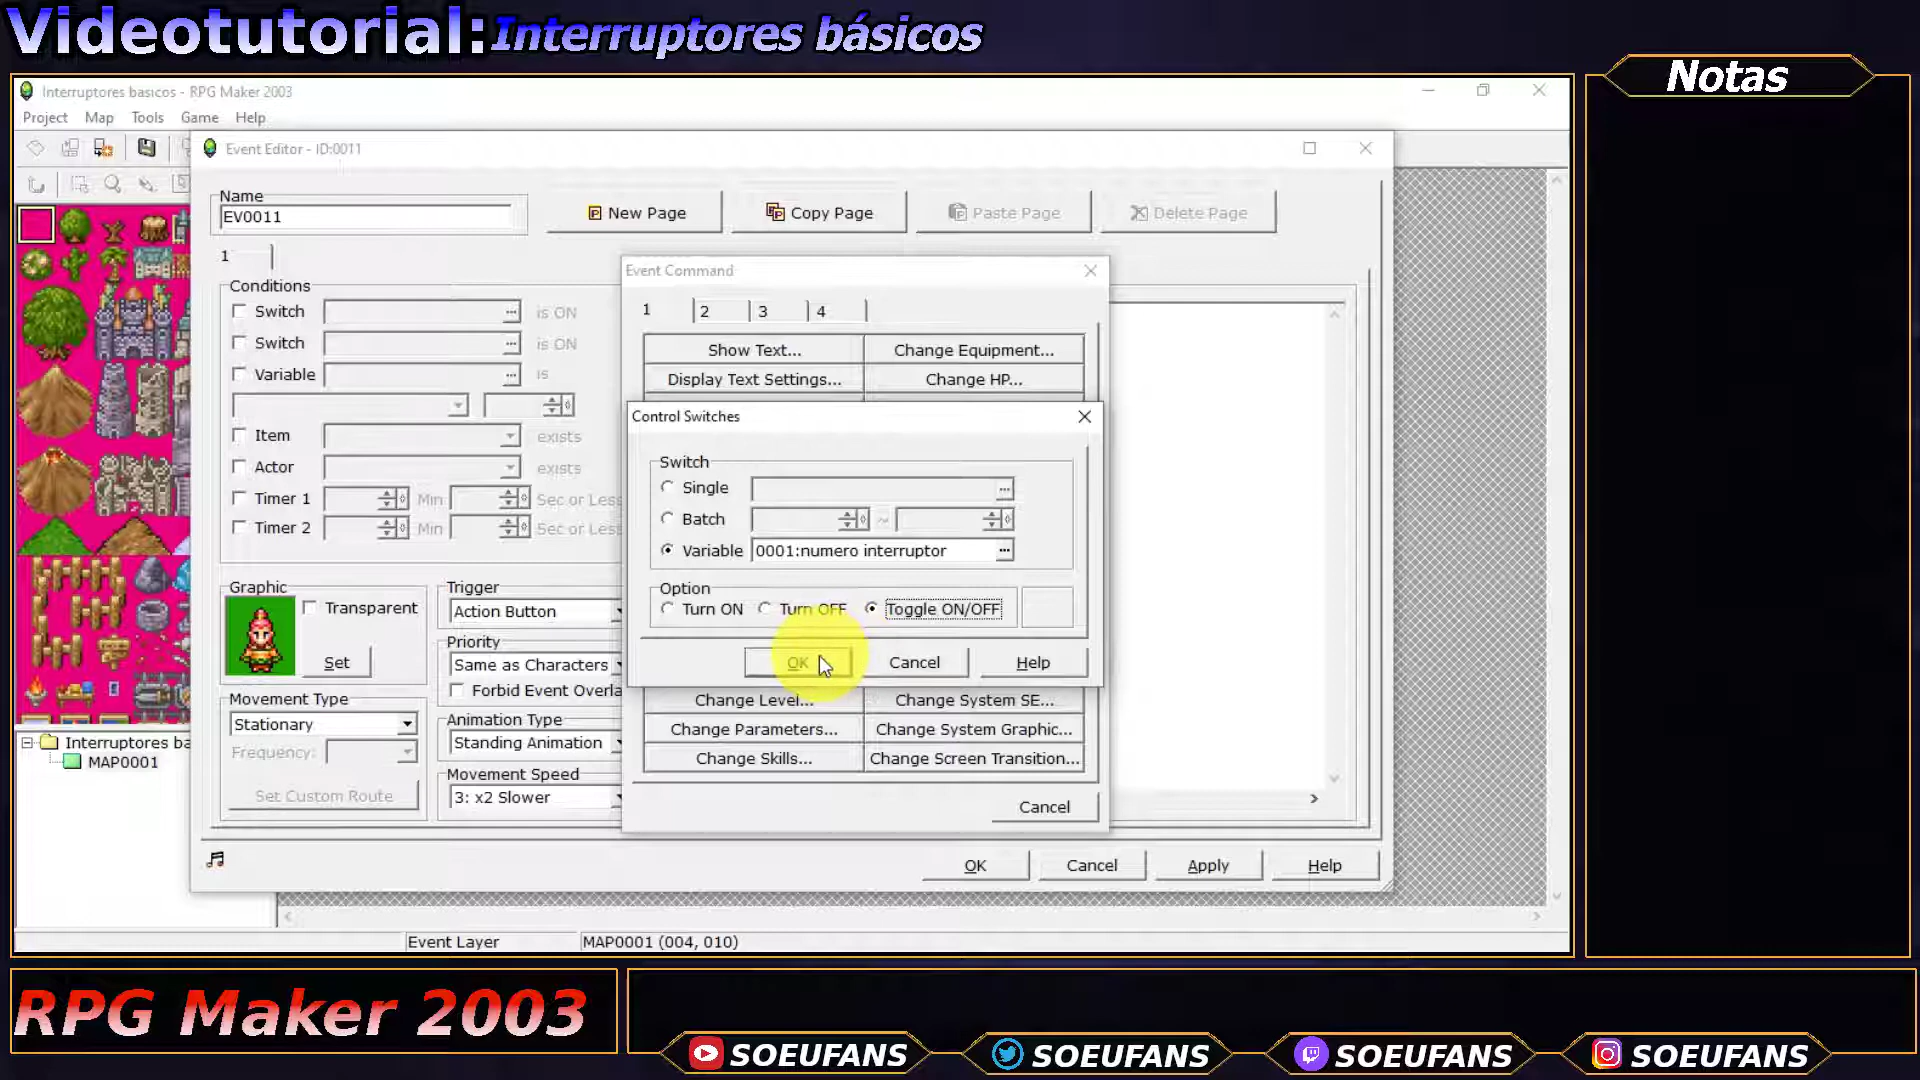 Videotutorial: Interruptores básicos
Notas
Interruptores basicos - RPG Maker 2003
Project Map Tools Game Help
Event Editor - ID:0011
Name
EV0011
New Page
Copy Page
Paste Page
Delete Page
1
Conditions
Switch is ON
Switch is ON
Variable is
Item exists
Actor exists
Timer 1 Min Sec or Less
Timer 2 Min Sec or Less
Graphic
Transparent
Set
Movement Type
Stationary
Frequency:
Set Custom Route
Trigger
Action Button
Priority
Same as Characters
Forbid Event Overla
Animation Type
Standing Animation
Movement Speed
3: x2 Slower
Event Command
1 2 3 4
Show Text... Change Equipment...
Display Text Settings... Change HP...
Control Switches
Switch
Single
Batch ~
Variable 0001:numero interruptor
Option
Turn ON Turn OFF Toggle ON/OFF
OK Cancel Help
Change Level... Change System SE...
Change Parameters... Change System Graphic...
Change Skills... Change Screen Transition...
Cancel
OK Cancel Apply Help
Interruptores ba
MAP0001
Event Layer MAP0001 (004, 010)
RPG Maker 2003
SOEUFANS SOEUFANS SOEUFANS SOEUFANS